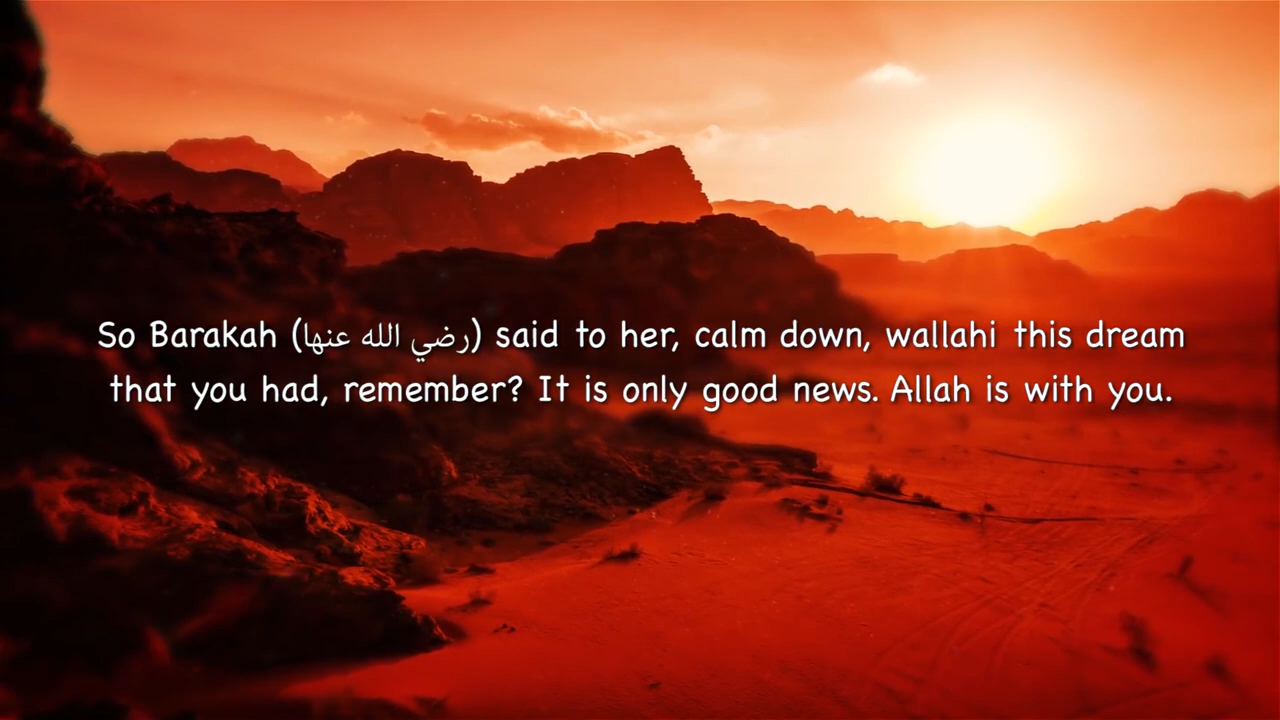 So Barakah (رضي الله عنها) said to her, calm down, wallahi this dream
that you had, remember? It is only good news. Allah is with you.